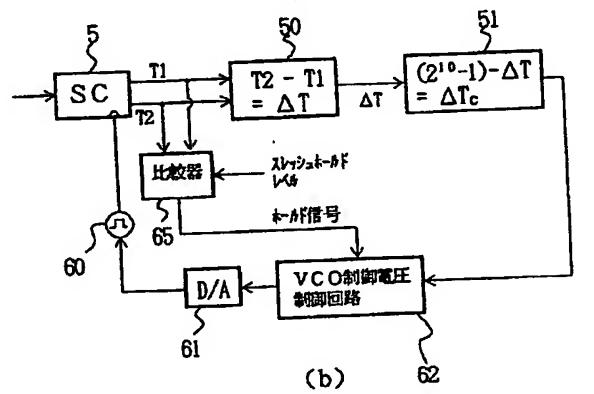 5
50
51
SC
T1
T2
T2 - T1
= ΔT
ΔT
(2¹⁰-1)-ΔT
= ΔTc
比較器
65
スレッシュホールド
レベル
ホールド信号
60
D/A
61
VCO制御電圧
制御回路
62
(b)